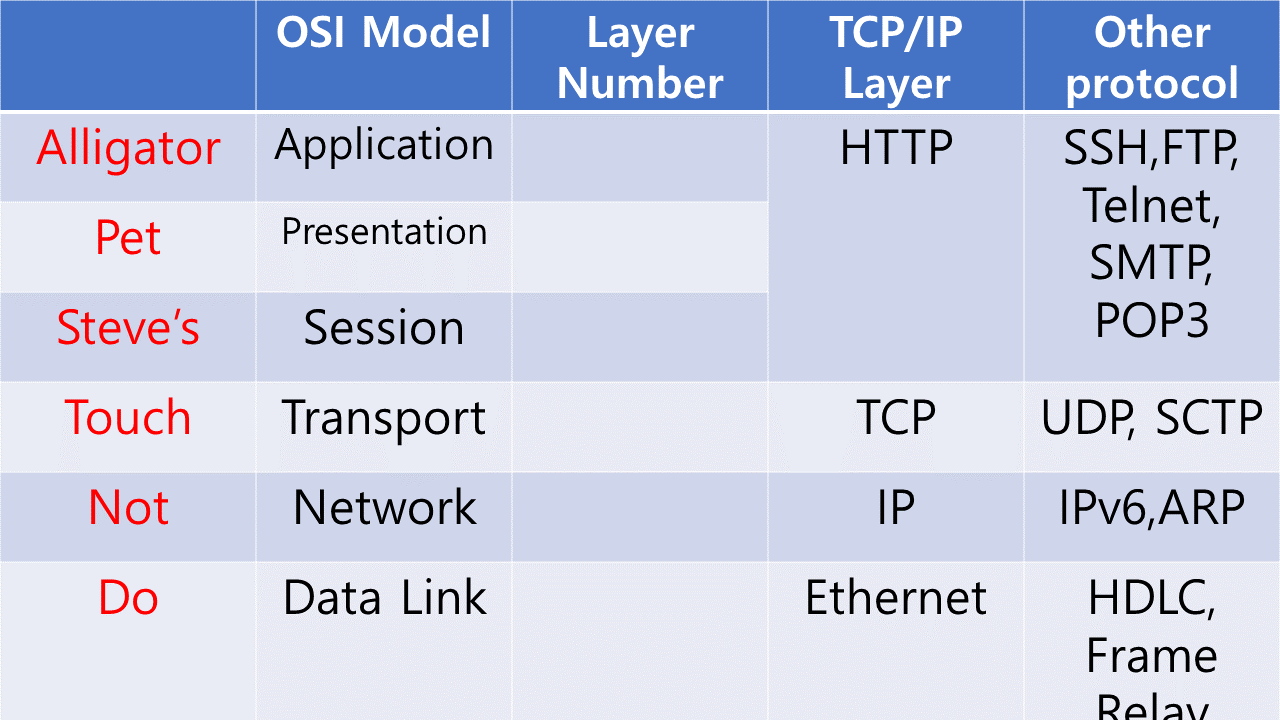 OSI Model
Layer
Number
TCP/IP
Layer
Other
protocol
Alligator
Application
HTTP
SSH,FTP,
Telnet,
SMTP,
POP3
Pet
Presentation
Steve’s
Session
Touch
Transport
TCP
UDP, SCTP
Not
Network
IP
IPv6,ARP
Do
Data Link
Ethernet
HDLC,
Frame
Relay